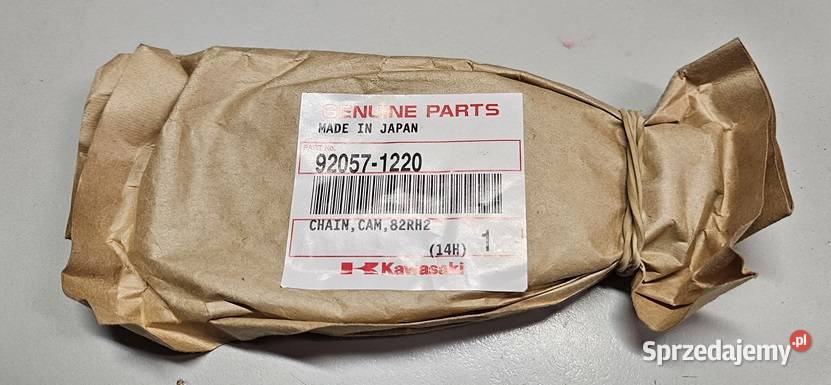 GENUINE PARTS
MADE IN JAPAN
PART No.
92057-1220
CHAIN,CAM,82RH2
(14H) 1
Kawasaki
Sprzedajemy.pl